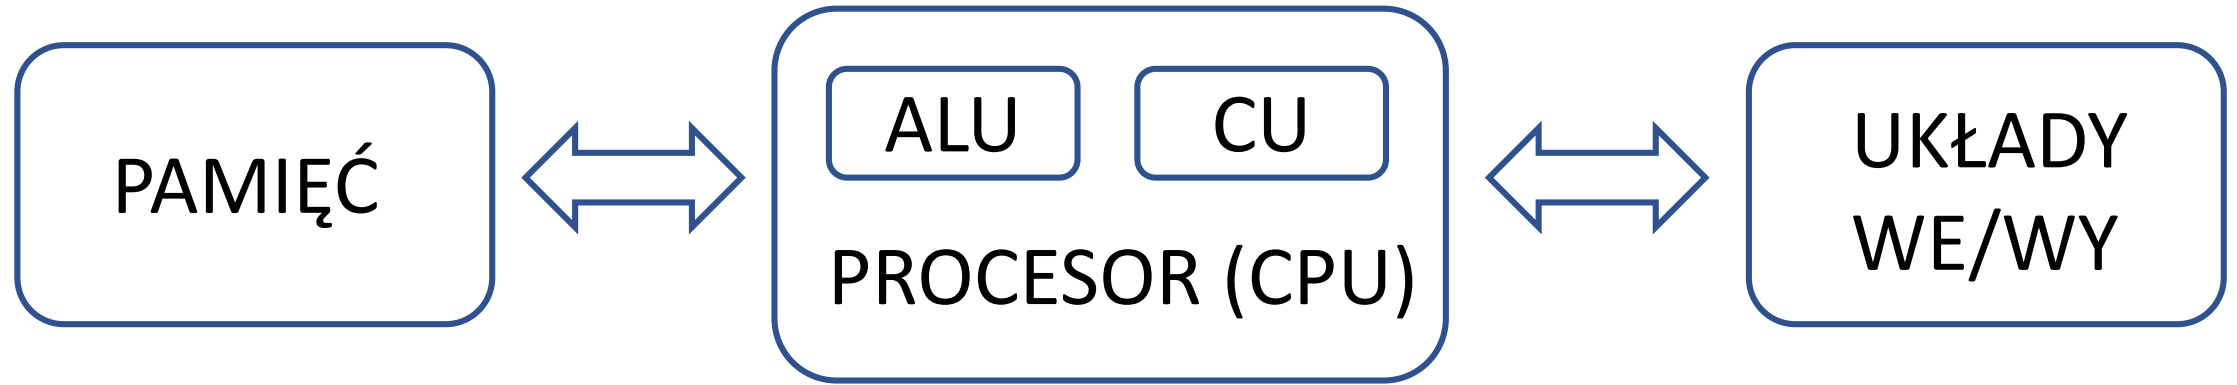 PAMIĘĆ
ALU
CU
PROCESOR (CPU)
UKŁADY
WE/WY